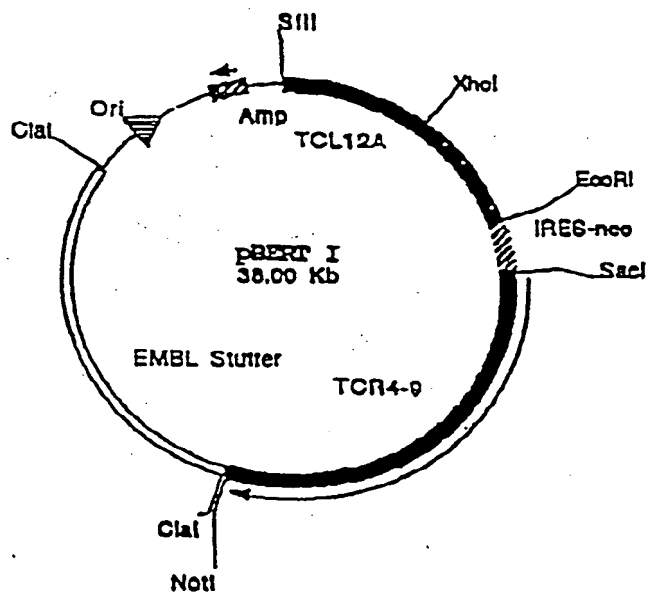 SfiI
XhoI
Ori
Amp
ClaI
TCL12A
EcoRI
IRES-neo
SacI
pBERT I
38.00 Kb
EMBL Stutter
TCR4-9
ClaI
NotI